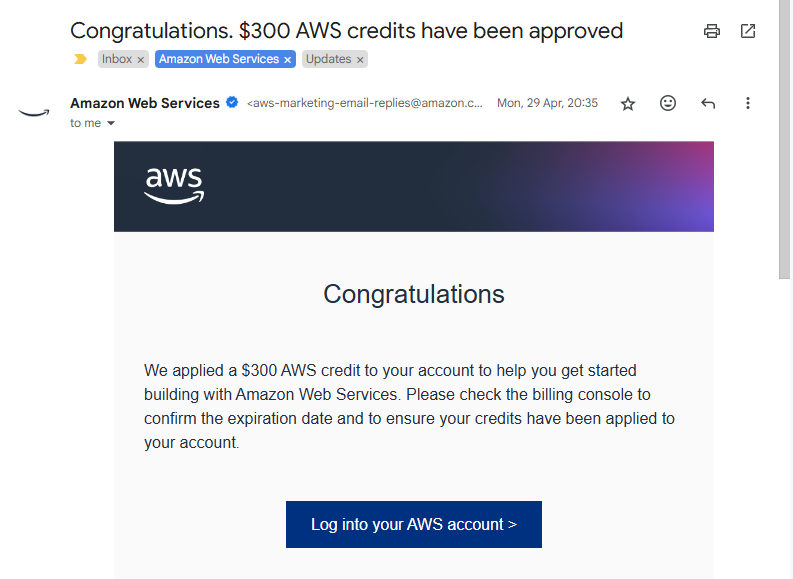 Congratulations. $300 AWS credits have been approved
Inbox × Amazon Web Services × Updates ×
Amazon Web Services <aws-marketing-email-replies@amazon.c... Mon, 29 Apr, 20:35
to me
aws
Congratulations
We applied a $300 AWS credit to your account to help you get started
building with Amazon Web Services. Please check the billing console to
confirm the expiration date and to ensure your credits have been applied to
your account.
Log into your AWS account >